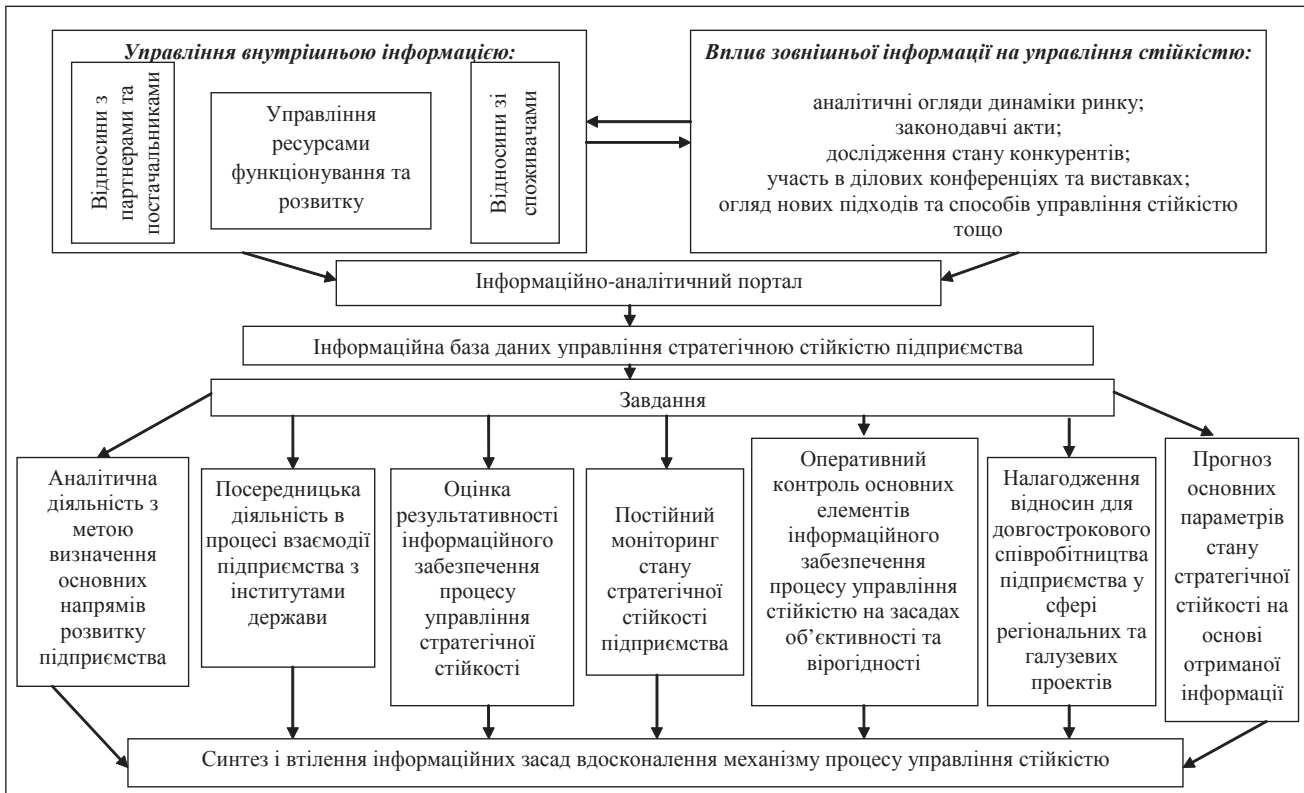 Управління внутрішньою інформацією:
Відносини з
партнерами та
постачальниками
Управління
ресурсами
функціонування та
розвитку
Відносини зі
споживачами
Вплив зовнішньої інформації на управління стійкістю:
аналітичні огляди динаміки ринку;
законодавчі акти;
дослідження стану конкурентів;
участь в ділових конференціях та виставках;
огляд нових підходів та способів управління стійкістю
тощо
Інформаційно-аналітичний портал
Інформаційна база даних управління стратегічною стійкістю підприємства
Завдання
Аналітична
діяльність з
метою
визначення
основних
напрямів
розвитку
підприємства
Посередницька
діяльність в
процесі взаємодії
підприємства з
інститутами
держави
Оцінка
результативності
інформаційного
забезпечення
процесу
управління
стратегічної
стійкості
Постійний
моніторинг
стану
стратегічної
стійкості
підприємства
Оперативний
контроль основних
елементів
інформаційного
забезпечення
процесу управління
стійкістю на засадах
об’єктивності та
вірогідності
Налагодження
відносин для
довгострокового
співробітництва
підприємства у
сфері
регіональних та
галузевих
проектів
Прогноз
основних
параметрів
стану
стратегічної
стійкості на
основі
отриманої
інформації
Синтез і втілення інформаційних засад вдосконалення механізму процесу управління стійкістю